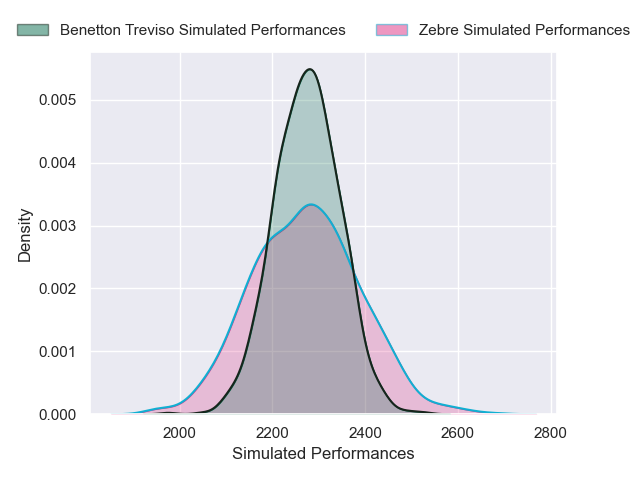 Benetton Treviso Simulated Performances
Zebre Simulated Performances
0.005
0.004
0.003
0.002
0.001
0.000
Density
2000
2200
2400
2600
2800
Simulated Performances